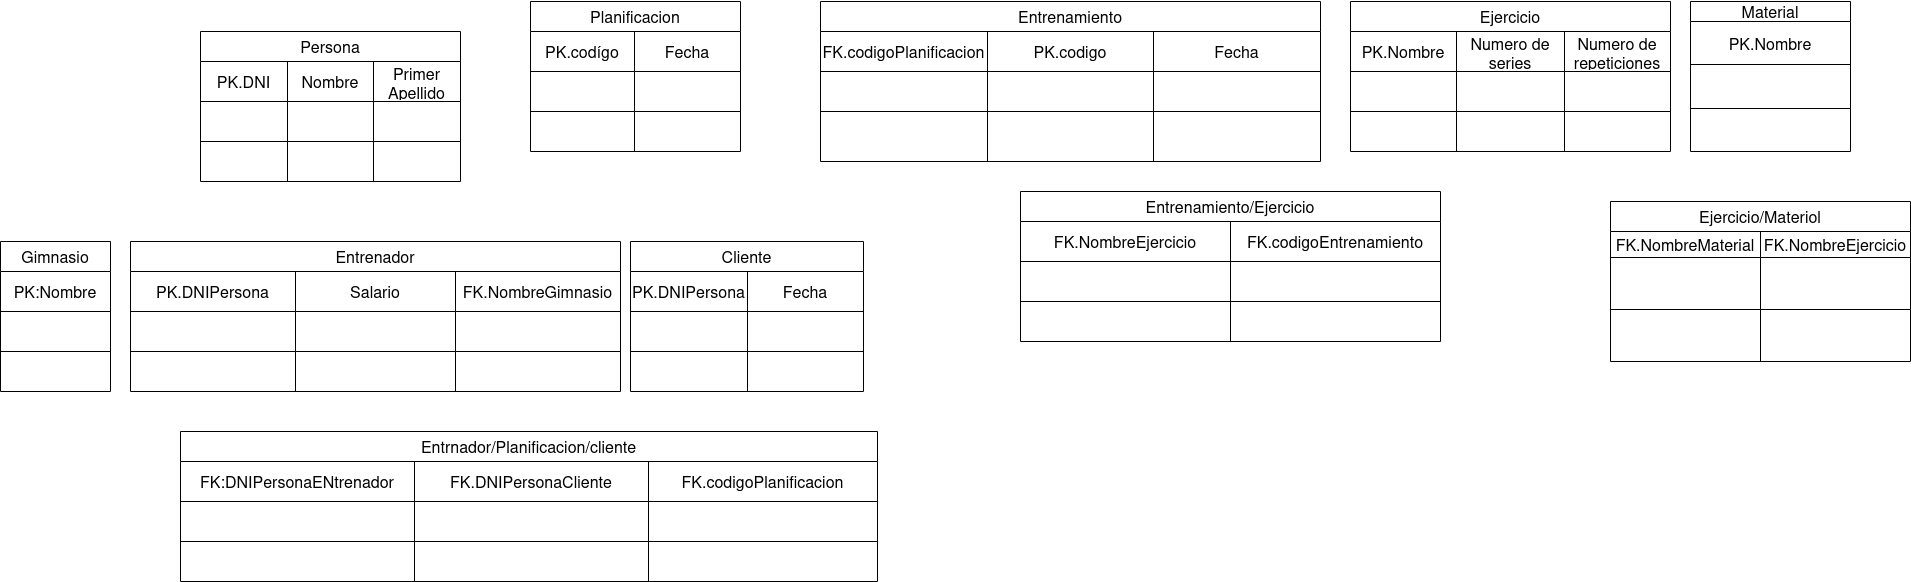 Persona
PK.DNI
Nombre
Primer
Apellido
Planificacion
PK.codígo
Fecha
Entrenamiento
FK.codigoPlanificacion
PK.codigo
Fecha
Ejercicio
PK.Nombre
Numero de
series
Numero de
repeticiones
Material
PK.Nombre
Gimnasio
PK:Nombre
Entrenador
PK.DNIPersona
Salario
FK.NombreGimnasio
Cliente
PK.DNIPersona
Fecha
Entrenamiento/Ejercicio
FK.NombreEjercicio
FK.codigoEntrenamiento
Ejercicio/Materiol
FK.NombreMaterial
FK.NombreEjercicio
Entrnador/Planificacion/cliente
FK:DNIPersonaENtrenador
FK.DNIPersonaCliente
FK.codigoPlanificacion